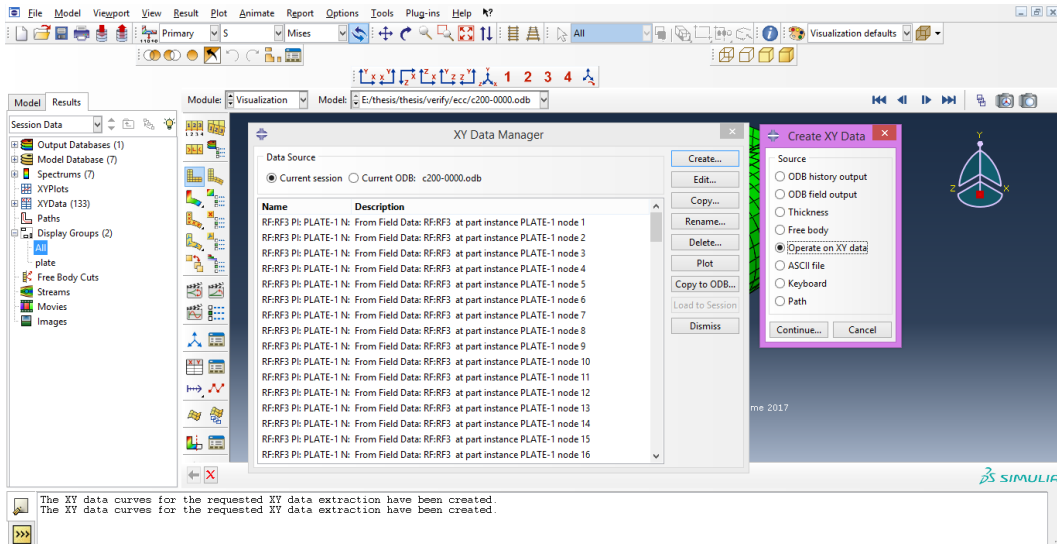 File Model Viewport View Result Plot Animate Report Options Tools Plug-ins Help
Primary S Mises All Visualization defaults
1 2 3 4
Model Results Module: Visualization Model: E:/thesis/thesis/verify/ecc/c200-0000.odb
Session Data
Output Databases (1)
Model Database (7)
Spectrums (7)
XYPlots
XYData (133)
Paths
Display Groups (2)
All
plate
Free Body Cuts
Streams
Movies
Images
XY Data Manager
Data Source
Current session Current ODB: c200-0000.odb
Name Description
RF:RF3 PI: PLATE-1 N: From Field Data: RF:RF3 at part instance PLATE-1 node 1
RF:RF3 PI: PLATE-1 N: From Field Data: RF:RF3 at part instance PLATE-1 node 2
RF:RF3 PI: PLATE-1 N: From Field Data: RF:RF3 at part instance PLATE-1 node 3
RF:RF3 PI: PLATE-1 N: From Field Data: RF:RF3 at part instance PLATE-1 node 4
RF:RF3 PI: PLATE-1 N: From Field Data: RF:RF3 at part instance PLATE-1 node 5
RF:RF3 PI: PLATE-1 N: From Field Data: RF:RF3 at part instance PLATE-1 node 6
RF:RF3 PI: PLATE-1 N: From Field Data: RF:RF3 at part instance PLATE-1 node 7
RF:RF3 PI: PLATE-1 N: From Field Data: RF:RF3 at part instance PLATE-1 node 8
RF:RF3 PI: PLATE-1 N: From Field Data: RF:RF3 at part instance PLATE-1 node 9
RF:RF3 PI: PLATE-1 N: From Field Data: RF:RF3 at part instance PLATE-1 node 10
RF:RF3 PI: PLATE-1 N: From Field Data: RF:RF3 at part instance PLATE-1 node 11
RF:RF3 PI: PLATE-1 N: From Field Data: RF:RF3 at part instance PLATE-1 node 12
RF:RF3 PI: PLATE-1 N: From Field Data: RF:RF3 at part instance PLATE-1 node 13
RF:RF3 PI: PLATE-1 N: From Field Data: RF:RF3 at part instance PLATE-1 node 14
RF:RF3 PI: PLATE-1 N: From Field Data: RF:RF3 at part instance PLATE-1 node 15
RF:RF3 PI: PLATE-1 N: From Field Data: RF:RF3 at part instance PLATE-1 node 16
Create...
Edit...
Copy...
Rename...
Delete...
Plot
Copy to ODB...
Load to Session
Dismiss
Create XY Data
Source
ODB history output
ODB field output
Thickness
Free body
Operate on XY data
ASCII file
Keyboard
Path
Continue... Cancel
Y
Z X
me 2017
SIMULIA
The XY data curves for the requested XY data extraction have been created.
The XY data curves for the requested XY data extraction have been created.